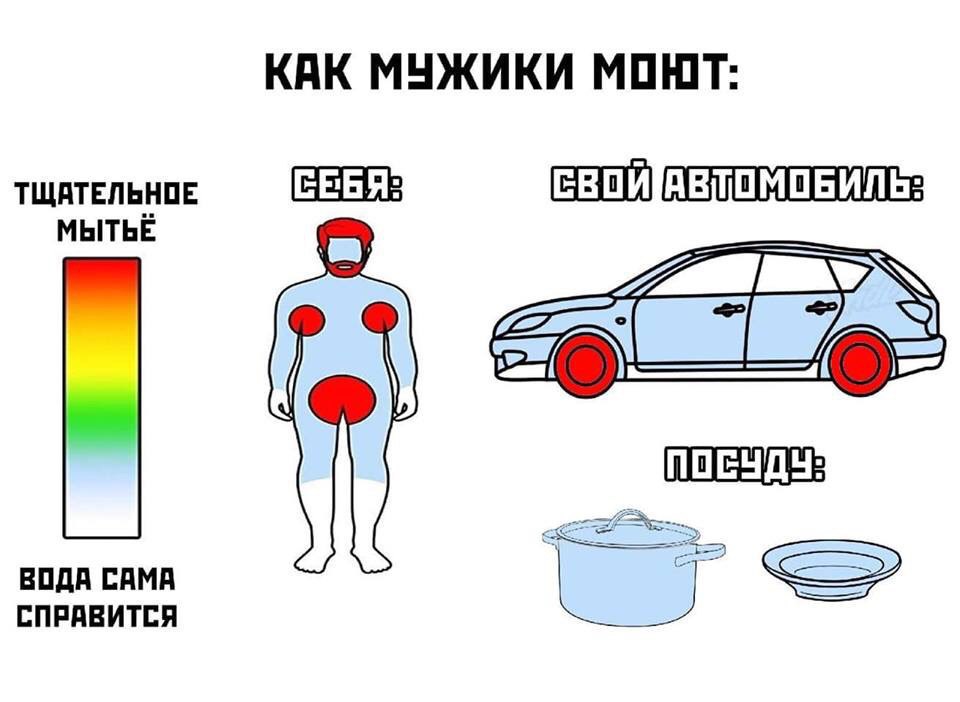 КАК МУЖИКИ МОЮТ:
ТЩАТЕЛЬНОЕ
МЫТЬЁ
СЕБЯ:
СВОЙ АВТОМОБИЛЬ:
ПОСУДУ:
ВОДА САМА
СПРАВИТСЯ